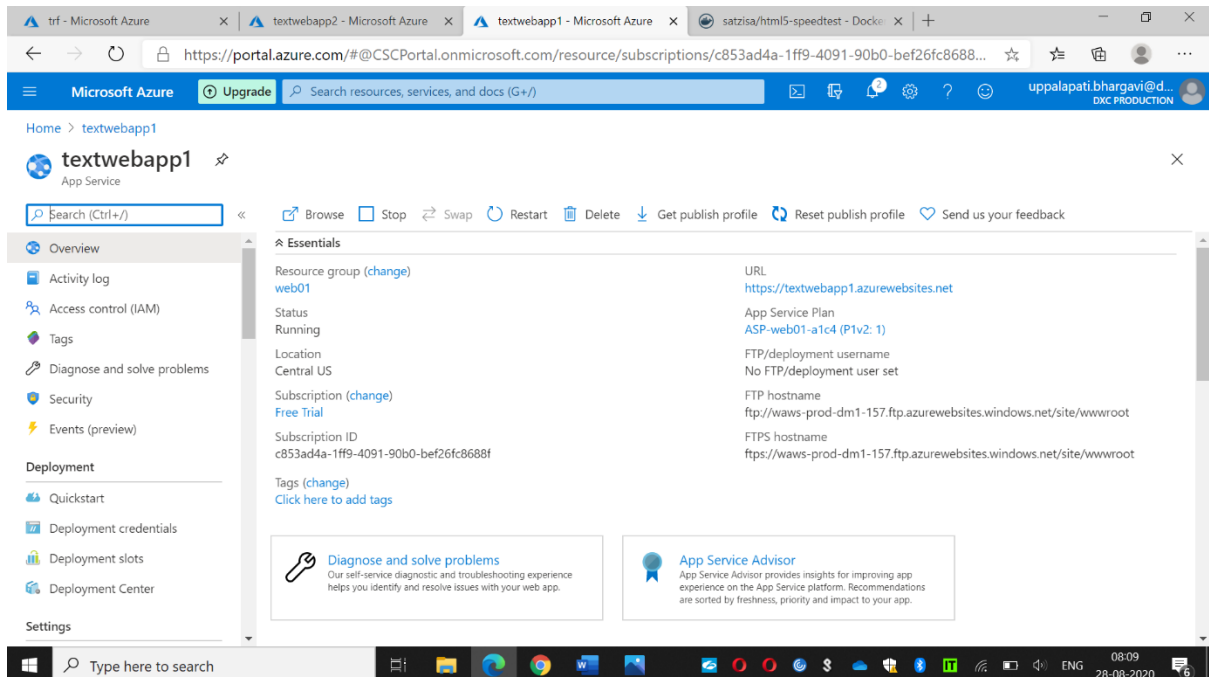 trf - Microsoft Azure
textwebapp2 - Microsoft Azure
textwebapp1 - Microsoft Azure
satzisa/html5-speedtest - Docke
https://portal.azure.com/#@CSCPortal.onmicrosoft.com/resource/subscriptions/c853ad4a-1ff9-4091-90b0-bef26fc8688...
Microsoft Azure
Upgrade
Search resources, services, and docs (G+/)
2
uppalapati.bhargavi@d...
DXC PRODUCTION
Home > textwebapp1
textwebapp1
App Service
Search (Ctrl+/)
Browse Stop Swap Restart Delete Get publish profile Reset publish profile Send us your feedback
Overview
Activity log
Access control (IAM)
Tags
Diagnose and solve problems
Security
Events (preview)
Deployment
Quickstart
Deployment credentials
Deployment slots
Deployment Center
Settings
Essentials
Resource group (change)
web01
Status
Running
Location
Central US
Subscription (change)
Free Trial
Subscription ID
c853ad4a-1ff9-4091-90b0-bef26fc8688f
Tags (change)
Click here to add tags
URL
https://textwebapp1.azurewebsites.net
App Service Plan
ASP-web01-a1c4 (P1v2: 1)
FTP/deployment username
No FTP/deployment user set
FTP hostname
ftp://waws-prod-dm1-157.ftp.azurewebsites.windows.net/site/wwwroot
FTPS hostname
ftps://waws-prod-dm1-157.ftp.azurewebsites.windows.net/site/wwwroot
Diagnose and solve problems
Our self-service diagnostic and troubleshooting experience
helps you identify and resolve issues with your web app.
App Service Advisor
App Service Advisor provides insights for improving app
experience on the App Service platform. Recommendations
are sorted by freshness, priority and impact to your app.
Type here to search
ENG
08:09
28-08-2020
6